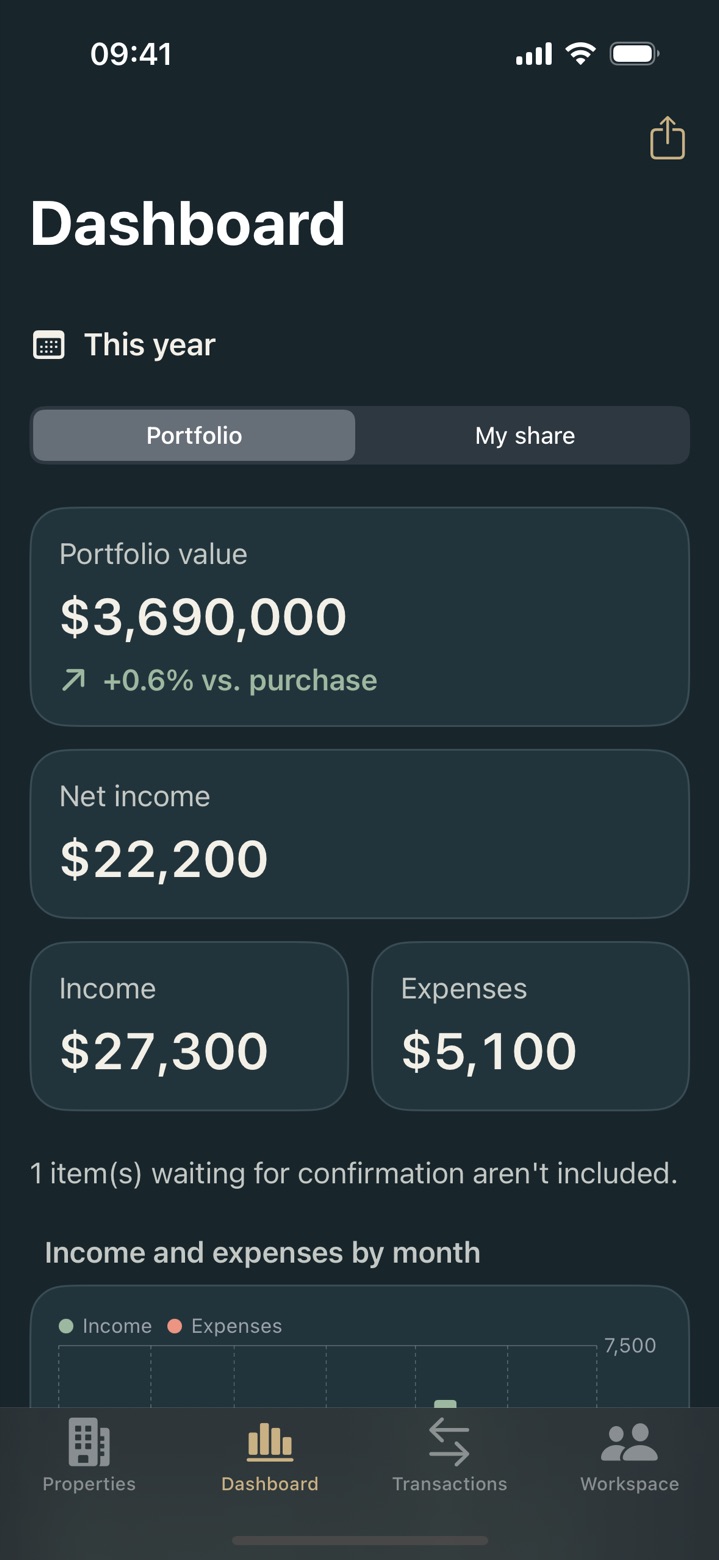 09:41
Dashboard
This year
Portfolio
My share
Portfolio value
$3,690,000
+0.6% vs. purchase
Net income
$22,200
Income
$27,300
Expenses
$5,100
1 item(s) waiting for confirmation aren't included.
Income and expenses by month
Income
Expenses
7,500
Properties
Dashboard
Transactions
Workspace